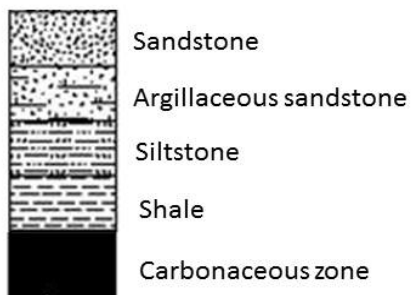 Sandstone
Argillaceous sandstone
Siltstone
Shale
Carbonaceous zone